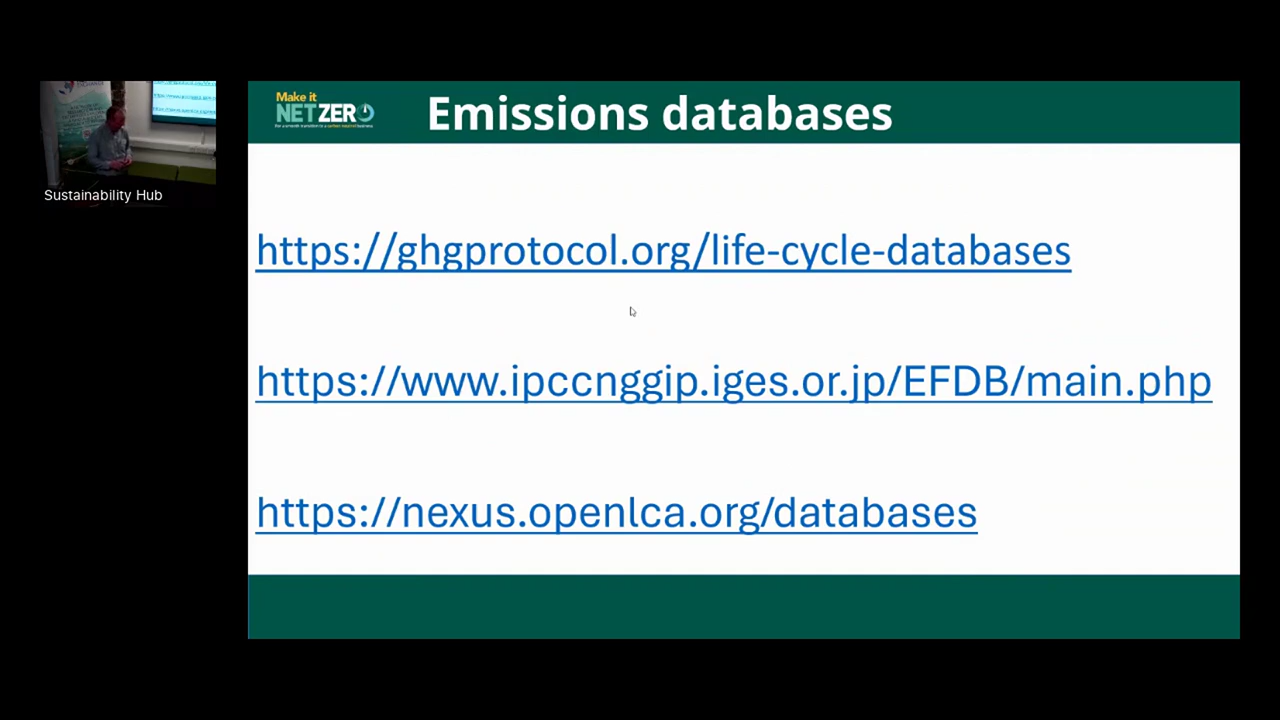 Make it
NETZERO
Emissions databases
Sustainability Hub
https://ghgprotocol.org/life-cycle-databases
https://www.ipccnggip.iges.or.jp/EFDB/main.php
https://nexus.openlca.org/databases